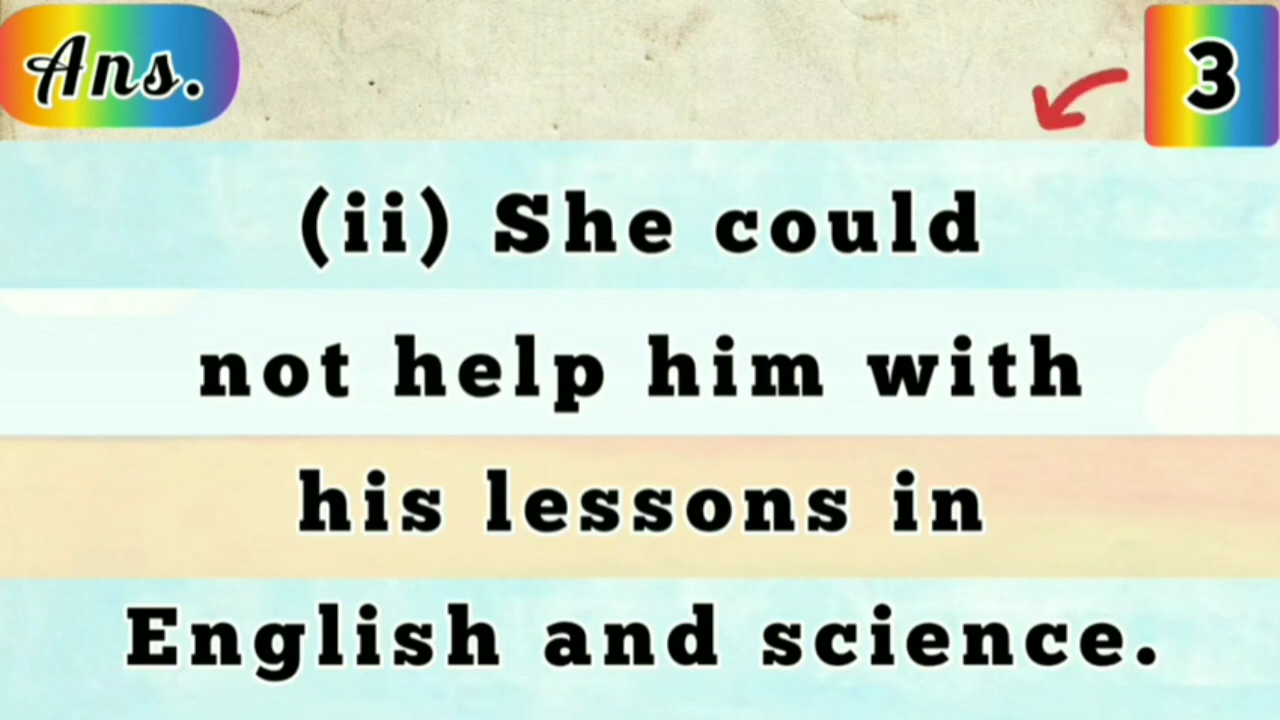 Ans.
3
(ii) She could
not help him with
his lessons in
English and science.